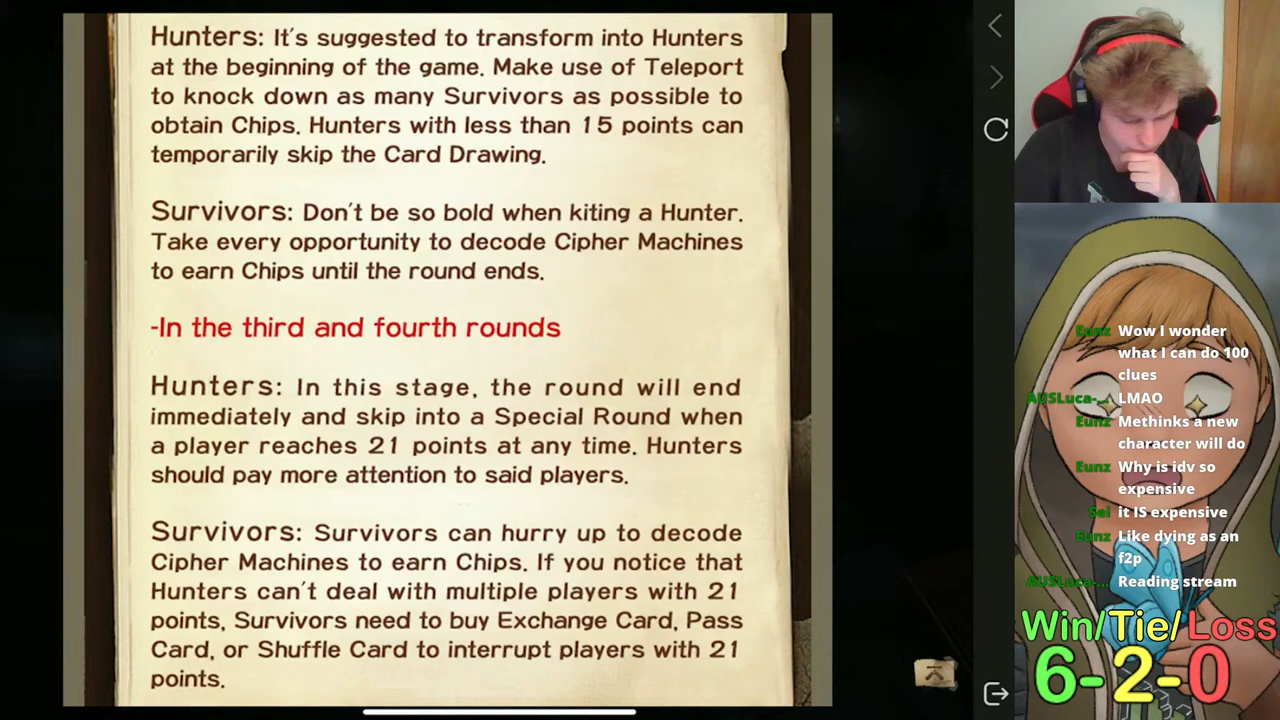 Hunters: It's suggested to transform into Hunters
at the beginning of the game. Make use of Teleport
to knock down as many Survivors as possible to
obtain Chips. Hunters with less than 15 points can
temporarily skip the Card Drawing.
Survivors: Don't be so bold when kiting a Hunter.
Take every opportunity to decode Cipher Machines
to earn Chips until the round ends.
-In the third and fourth rounds
Hunters: In this stage, the round will end
immediately and skip into a Special Round when
a player reaches 21 points at any time. Hunters
should pay more attention to said players.
Survivors: Survivors can hurry up to decode
Cipher Machines to earn Chips. If you notice that
Hunters can't deal with multiple players with 21
points, Survivors need to buy Exchange Card, Pass
Card, or Shuffle Card to interrupt players with 21
points.
Eunz Wow I wonder
what I can do 100
clues
AUSLuca-... LMAO
Eunz Methinks a new
character will do
Eunz Why is idv so
expensive
Sai it IS expensive
Eunz Like dying as an
f2p
AUSLuca-... Reading stream
Win/Tie/Loss
6-2-0